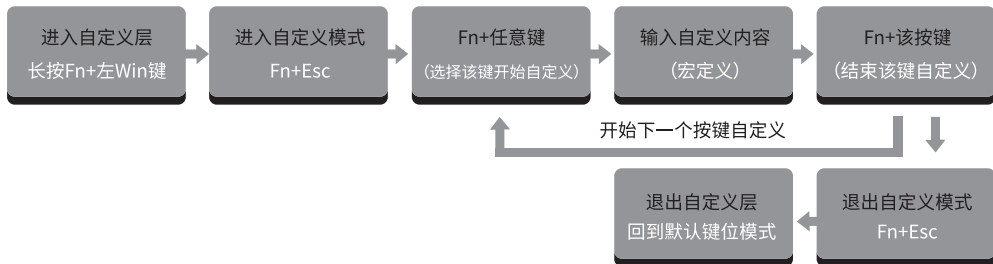 进入自定义层
长按Fn+左Win键
进入自定义模式
Fn+Esc
Fn+任意键
（选择该键开始自定义）
输入自定义内容
（宏定义）
Fn+该按键
（结束该键自定义）
开始下一个按键自定义
退出自定义模式
Fn+Esc
退出自定义层
回到默认键位模式